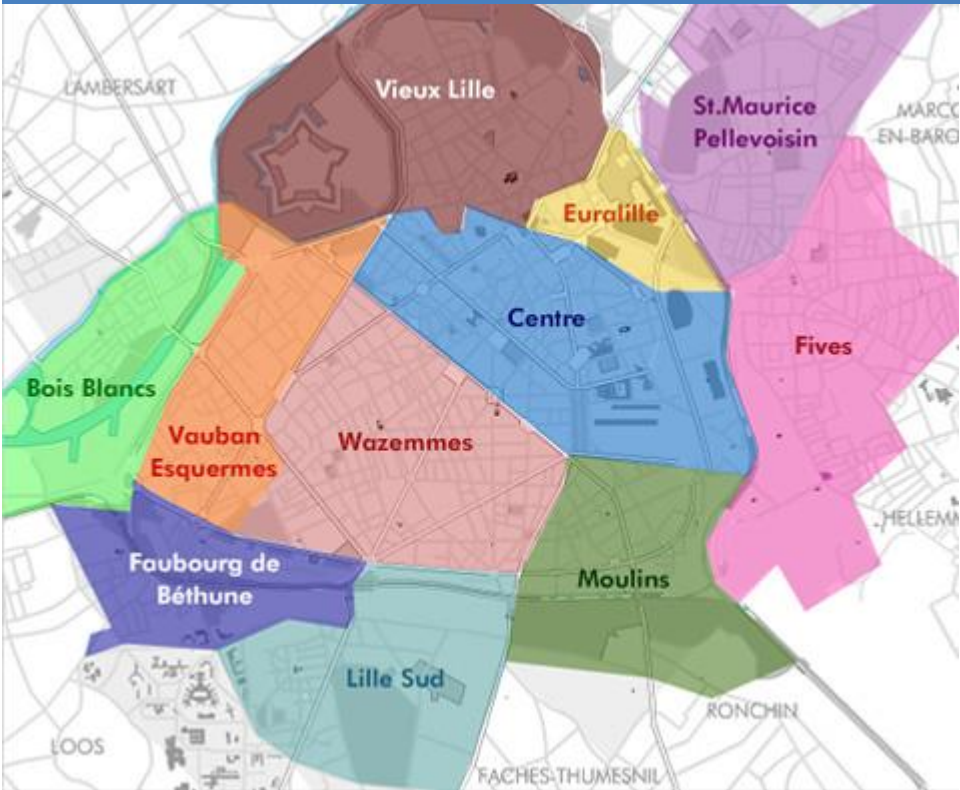 LAMBERSART
Vieux Lille
St.Maurice
Pellevoisin
MARCQ
EN-BARO
Euralille
Centre
Fives
Bois Blancs
Vauban
Esquermes
Wazemmes
HELLEMM
Faubourg de
Béthune
Moulins
Lille Sud
RONCHIN
LOOS
FACHES-THUMESNIL